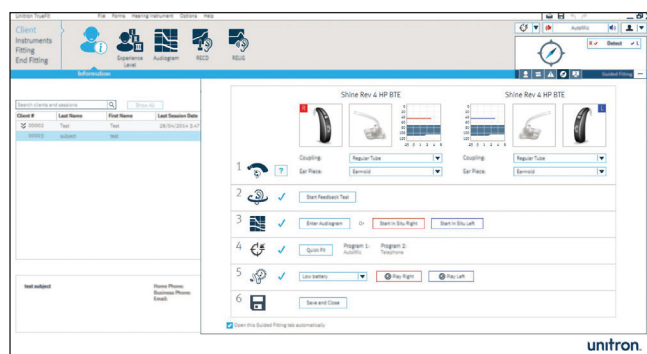 Unitron TrueFit
File Forms Hearing Instrument Options Help
Client
Instruments
Fitting
End Fitting
Information
Experience Level
Audiogram
RECD
REUG
AutoMic
R Detect L
Guided Fitting
Search clients and sessions
Show All
Client # Last Name First Name Last Session Date
00002 Test Test
00003 subject test
test subject
Home Phone:
Business Phone:
Email:
Shine Rev 4 HP BTE
Shine Rev 4 HP BTE
R
L
Coupling: Regular Tube
Coupling: Regular Tube
Ear Piece: Earmold
Ear Piece: Earmold
1 ?
2 Start Feedback Test
3 Enter Audiogram Or Start In Situ Right Start In Situ Left
4 Quick Fit Program 1: AutoMic Program 2: Telephone
5 Low battery Play Right Play Left
6 Save and Close
Open this Guided Fitting tab automatically
unitron.